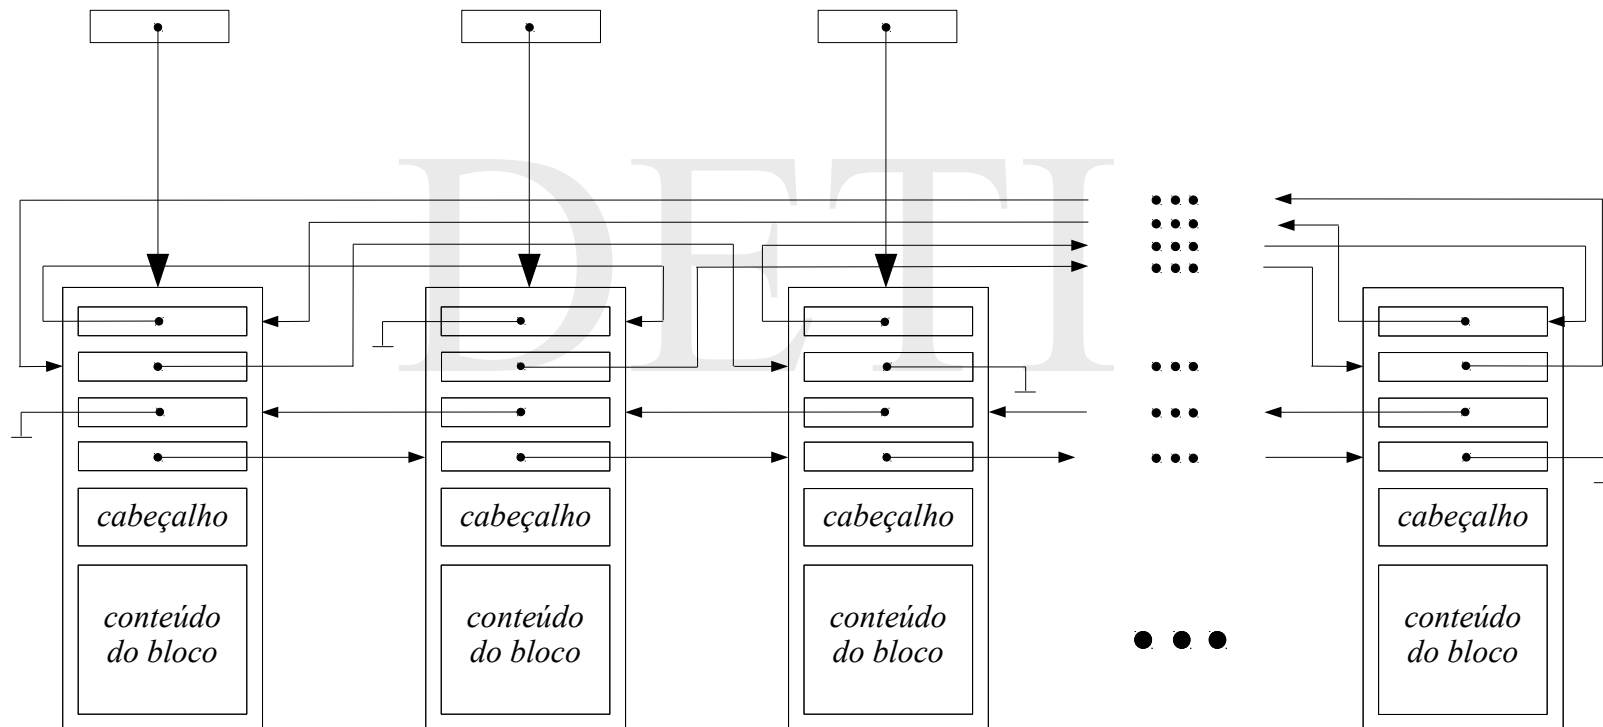 DETI
cabeçalho
cabeçalho
cabeçalho
cabeçalho
conteúdo
do bloco
conteúdo
do bloco
conteúdo
do bloco
conteúdo
do bloco